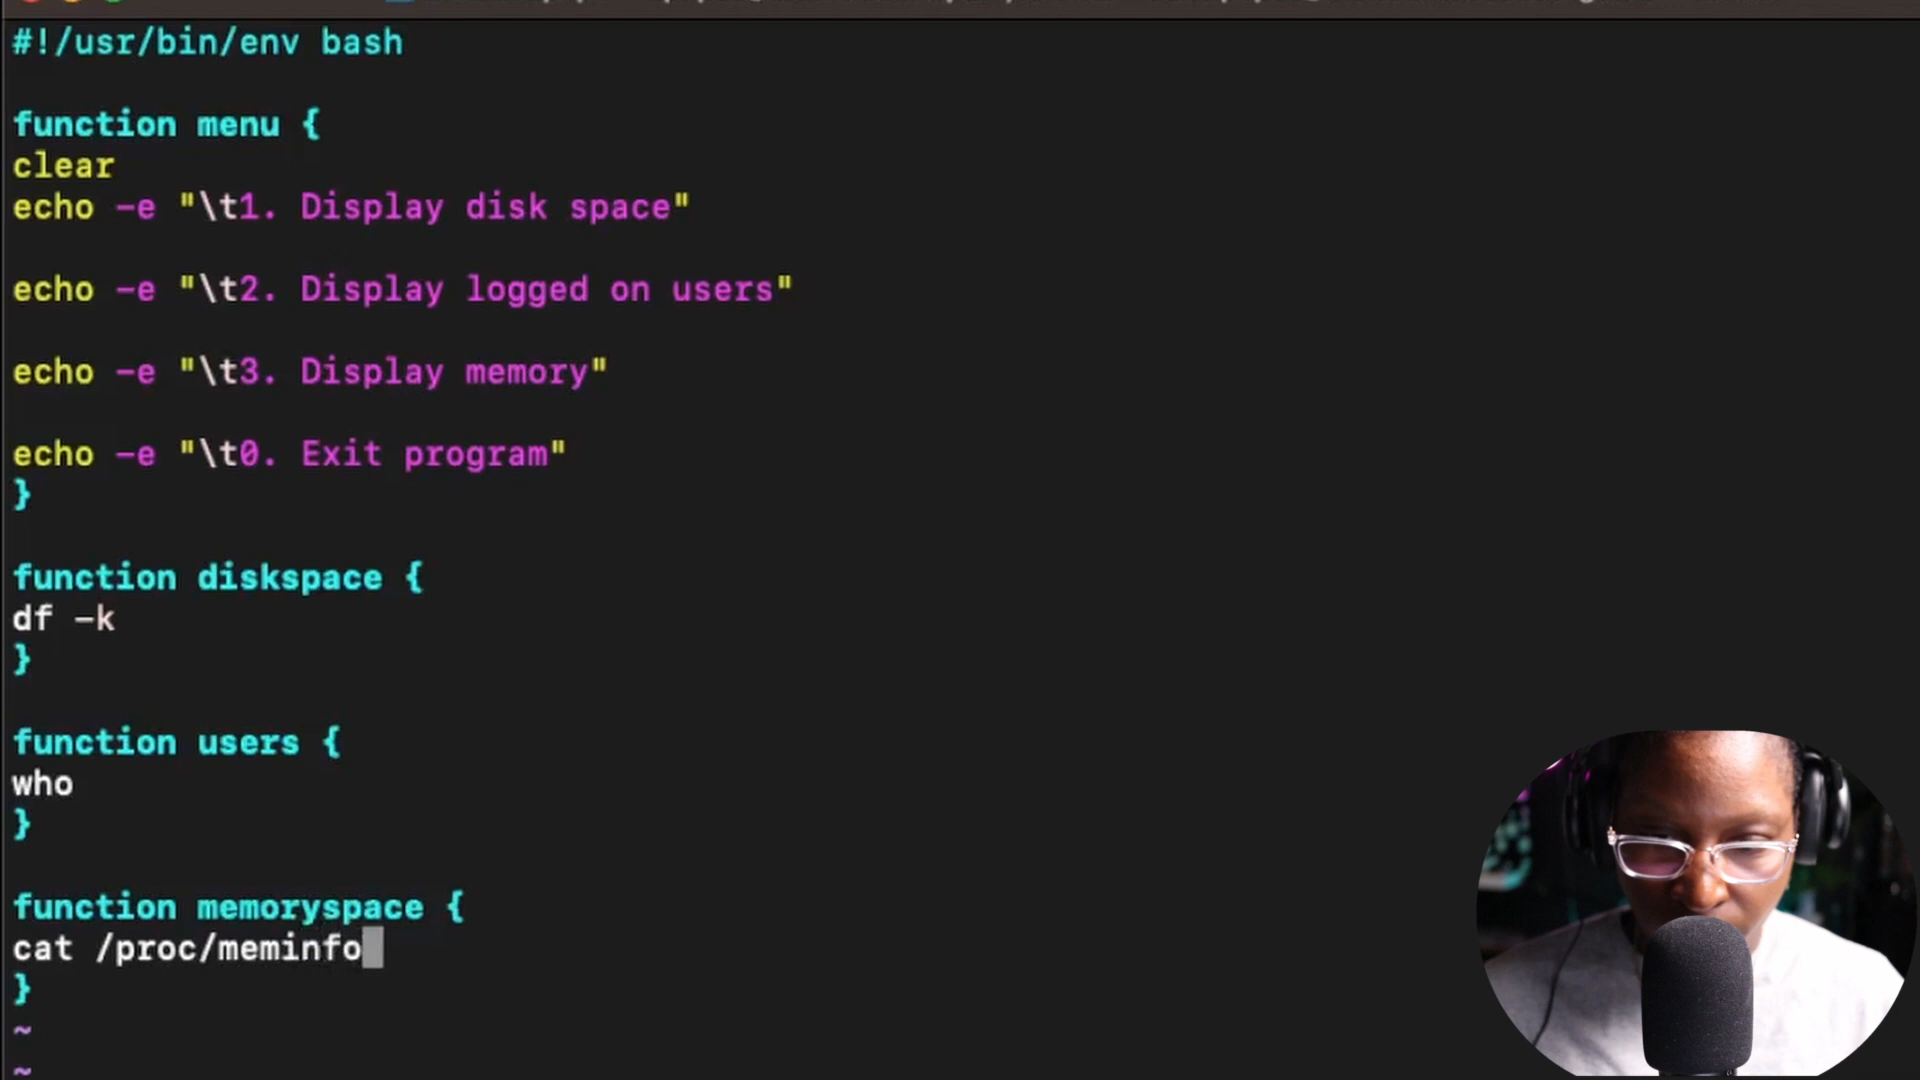 #!/usr/bin/env bash
function menu {
clear
echo -e "\t1. Display disk space"
echo -e "\t2. Display logged on users"
echo -e "\t3. Display memory"
echo -e "\t0. Exit program"
}
function diskspace {
df -k
}
function users {
who
}
function memoryspace {
cat /proc/meminfo
}
~
~